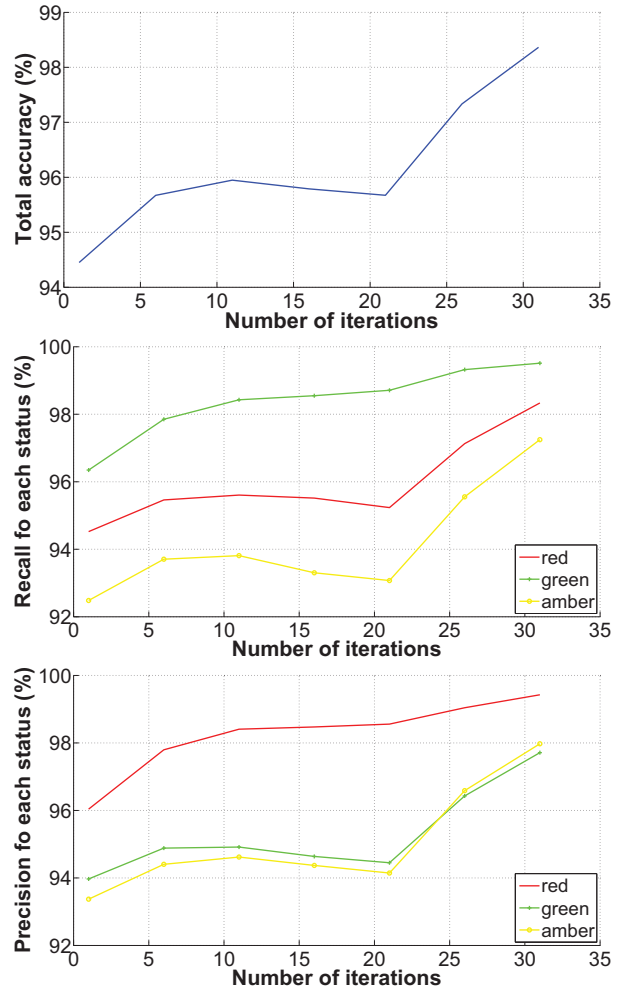 99
98
97
96
95
94
Total accuracy (%)
0 5 10 15 20 25 30 35
Number of iterations
100
98
96
94
92
Recall fo each status (%)
red
green
amber
0 5 10 15 20 25 30 35
Number of iterations
100
98
96
94
92
Precision fo each status (%)
red
green
amber
0 5 10 15 20 25 30 35
Number of iterations